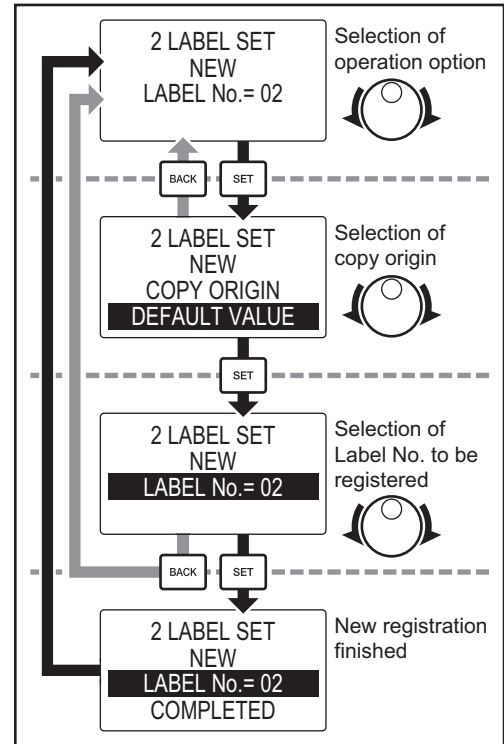 2 LABEL SET
NEW
LABEL No.= 02
Selection of
operation option
BACK
SET
2 LABEL SET
NEW
COPY ORIGIN
DEFAULT VALUE
Selection of
copy origin
SET
2 LABEL SET
NEW
LABEL No.= 02
Selection of
Label No. to be
registered
BACK
SET
2 LABEL SET
NEW
LABEL No.= 02
COMPLETED
New registration
finished